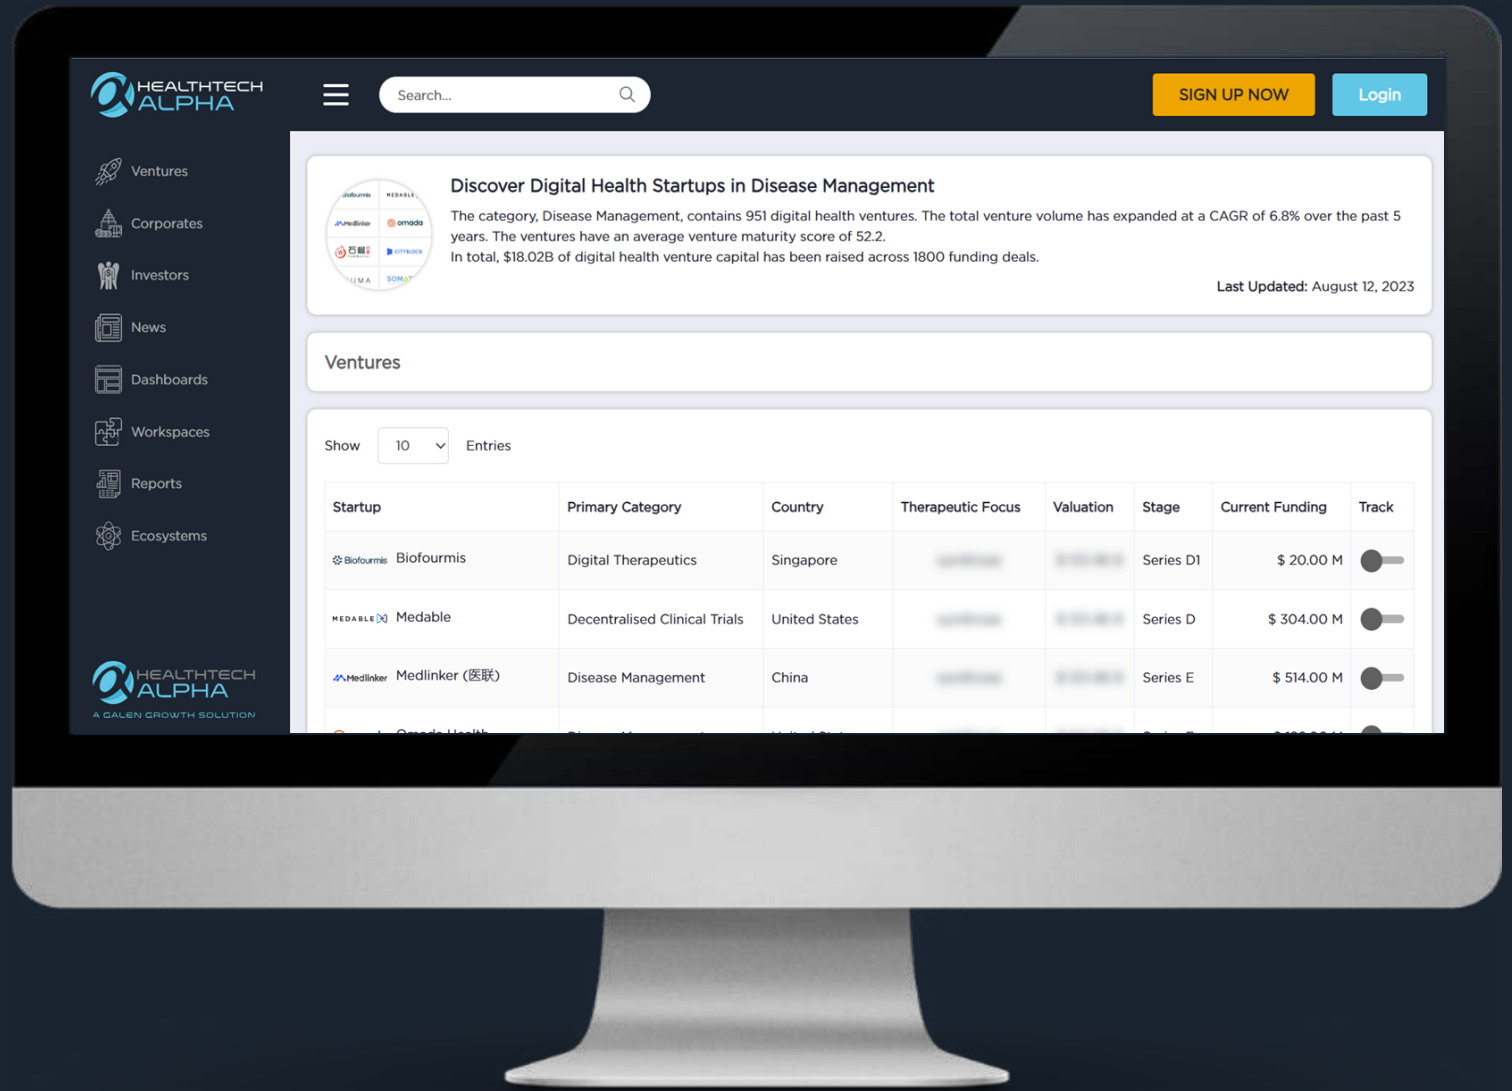 HEALTHTECH
ALPHA
Search...
SIGN UP NOW
Login
Ventures
Corporates
Investors
News
Dashboards
Workspaces
Reports
Ecosystems
HEALTHTECH
ALPHA
A GALEN GROWTH SOLUTION
Biofourmis MEDABLE
Medlinker omada
CITYBLOCK
Discover Digital Health Startups in Disease Management
The category, Disease Management, contains 951 digital health ventures. The total venture volume has expanded at a CAGR of 6.8% over the past 5
years. The ventures have an average venture maturity score of 52.2.
In total, $18.02B of digital health venture capital has been raised across 1800 funding deals.
Last Updated: August 12, 2023
Ventures
Show 10 Entries
Startup Primary Category Country Therapeutic Focus Valuation Stage Current Funding Track
Biofourmis Biofourmis Digital Therapeutics Singapore Series D1 $ 20.00 M
MEDABLE Medable Decentralised Clinical Trials United States Series D $ 304.00 M
Medlinker Medlinker (医联) Disease Management China Series E $ 514.00 M